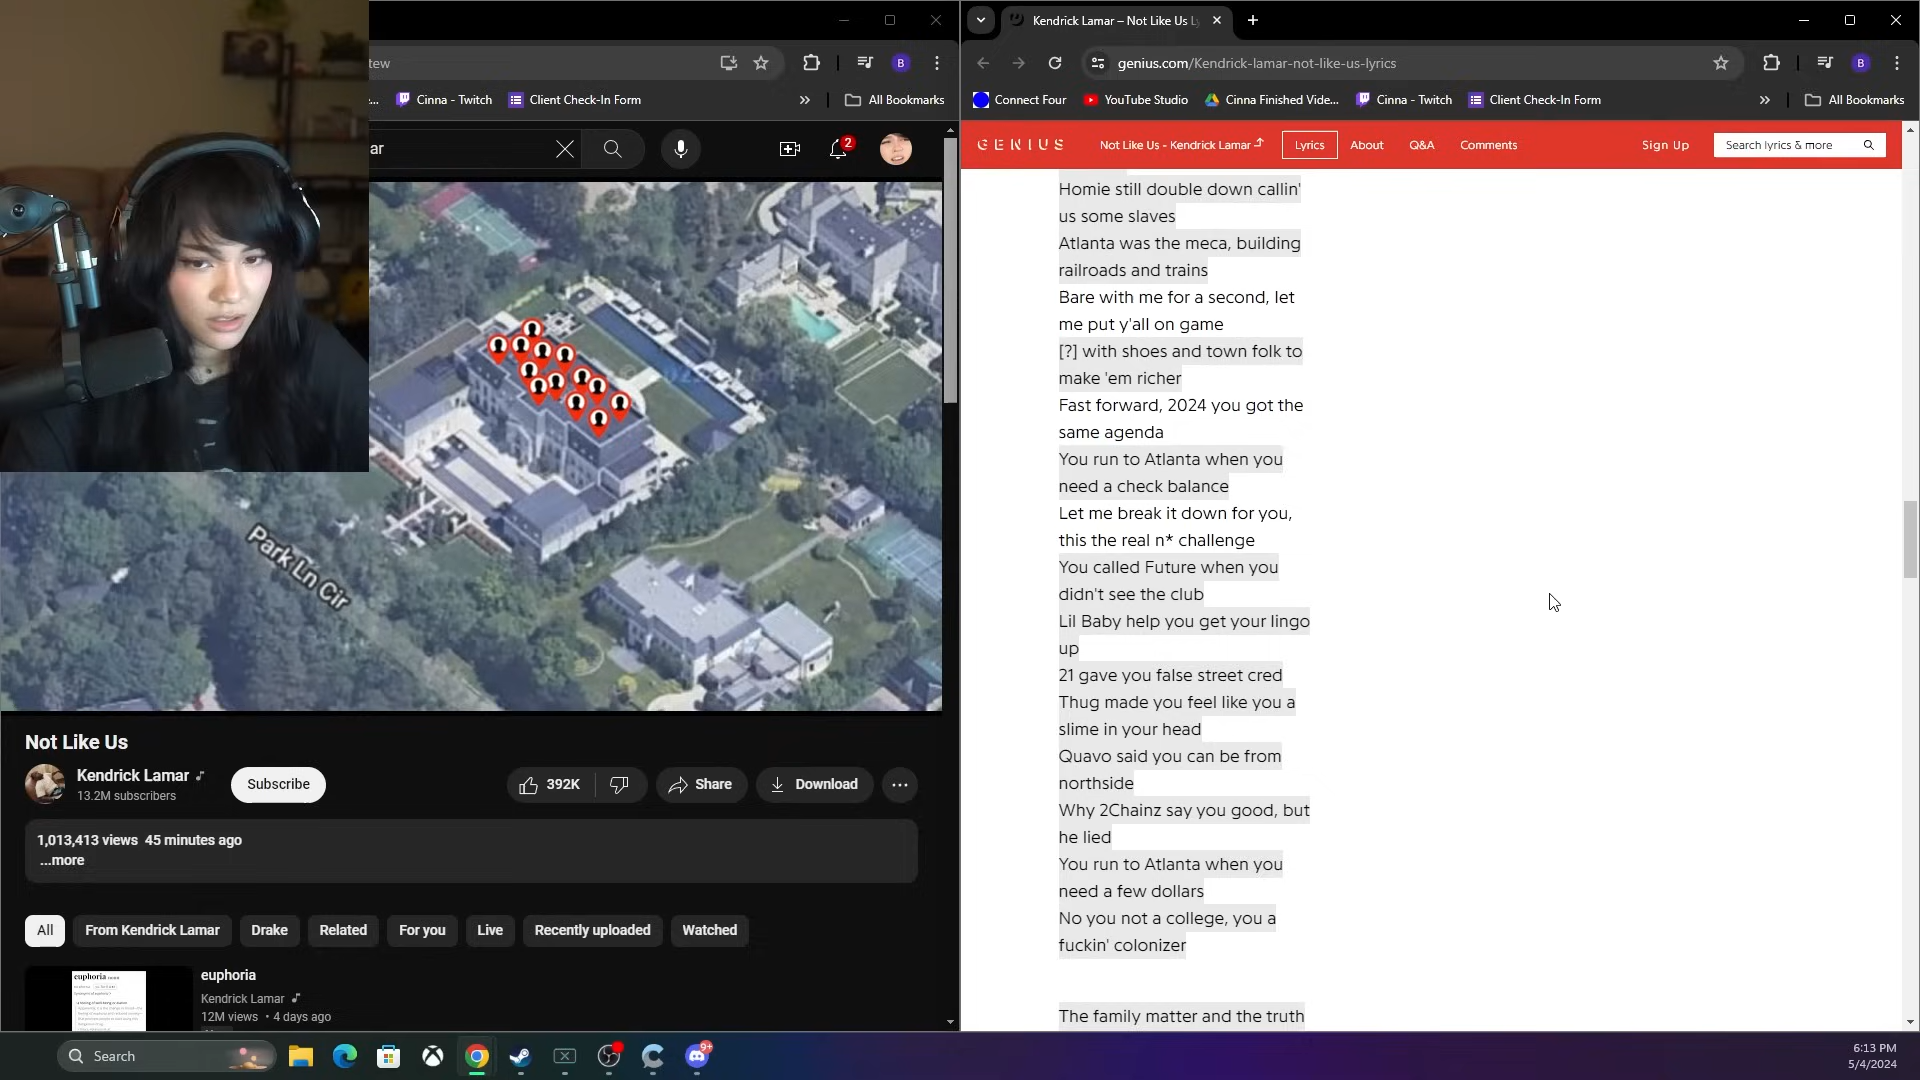 Kendrick Lamar – Not Like Us L
tew
B
genius.com/Kendrick-lamar-not-like-us-lyrics
B
e...
Cinna - Twitch
Client Check-In Form
»
All Bookmarks
Connect Four
YouTube Studio
Cinna Finished Vide...
Cinna - Twitch
Client Check-In Form
»
All Bookmarks
ar
2
GENIUS
Not Like Us - Kendrick Lamar
Lyrics
About
Q&A
Comments
Sign Up
Search lyrics & more
Park Ln Cir
Not Like Us
Kendrick Lamar
13.2M subscribers
Subscribe
392K
Share
Download
1,013,413 views 45 minutes ago
...more
All
From Kendrick Lamar
Drake
Related
For you
Live
Recently uploaded
Watched
euphoria
euphoria
Kendrick Lamar
12M views • 4 days ago
Homie still double down callin'
us some slaves
Atlanta was the meca, building
railroads and trains
Bare with me for a second, let
me put y'all on game
[?] with shoes and town folk to
make 'em richer
Fast forward, 2024 you got the
same agenda
You run to Atlanta when you
need a check balance
Let me break it down for you,
this the real n* challenge
You called Future when you
didn't see the club
Lil Baby help you get your lingo
up
21 gave you false street cred
Thug made you feel like you a
slime in your head
Quavo said you can be from
northside
Why 2Chainz say you good, but
he lied
You run to Atlanta when you
need a few dollars
No you not a college, you a
fuckin' colonizer
The family matter and the truth
Search
9+
6:13 PM
5/4/2024